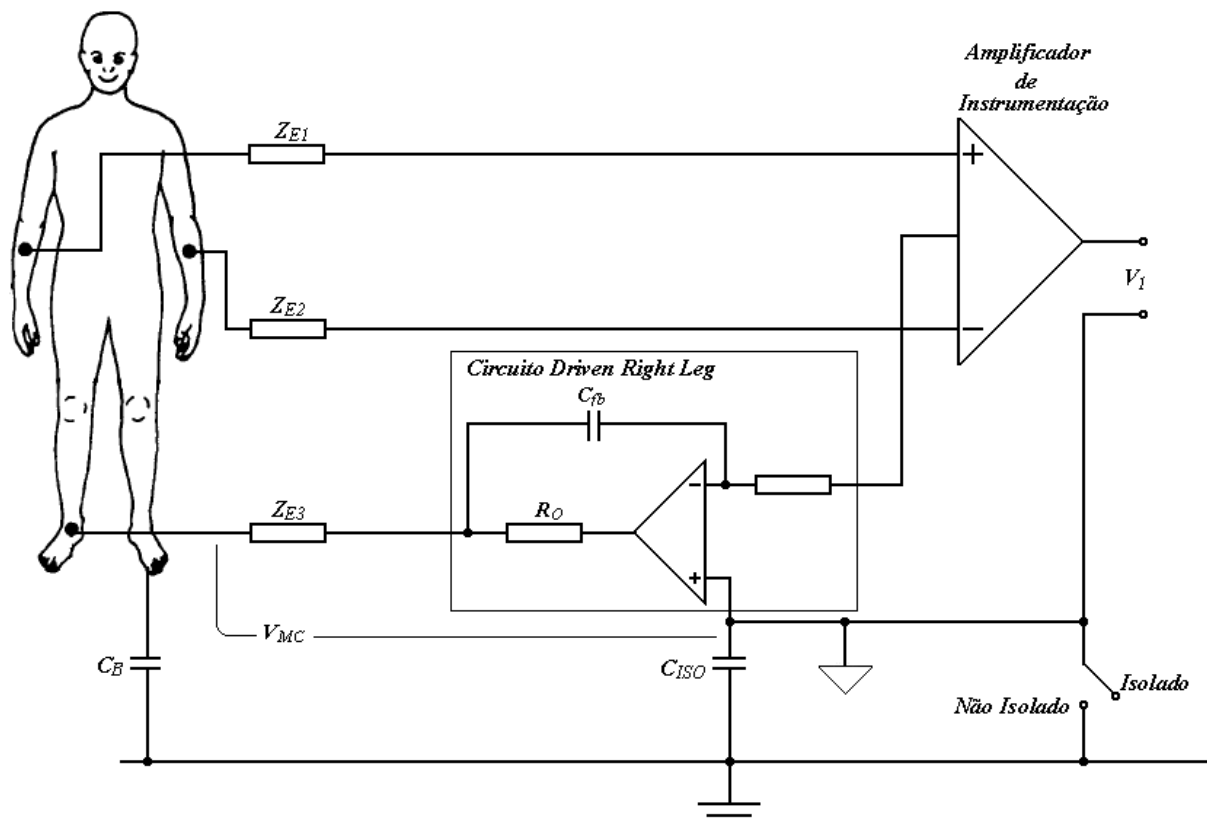 Amplificador
de
Instrumentação
Z_E1
+
V_1
Z_E2
−
Circuito Driven Right Leg
C_fb
−
Z_E3
R_O
+
V_MC
C_B
C_ISO
Isolado
Não Isolado